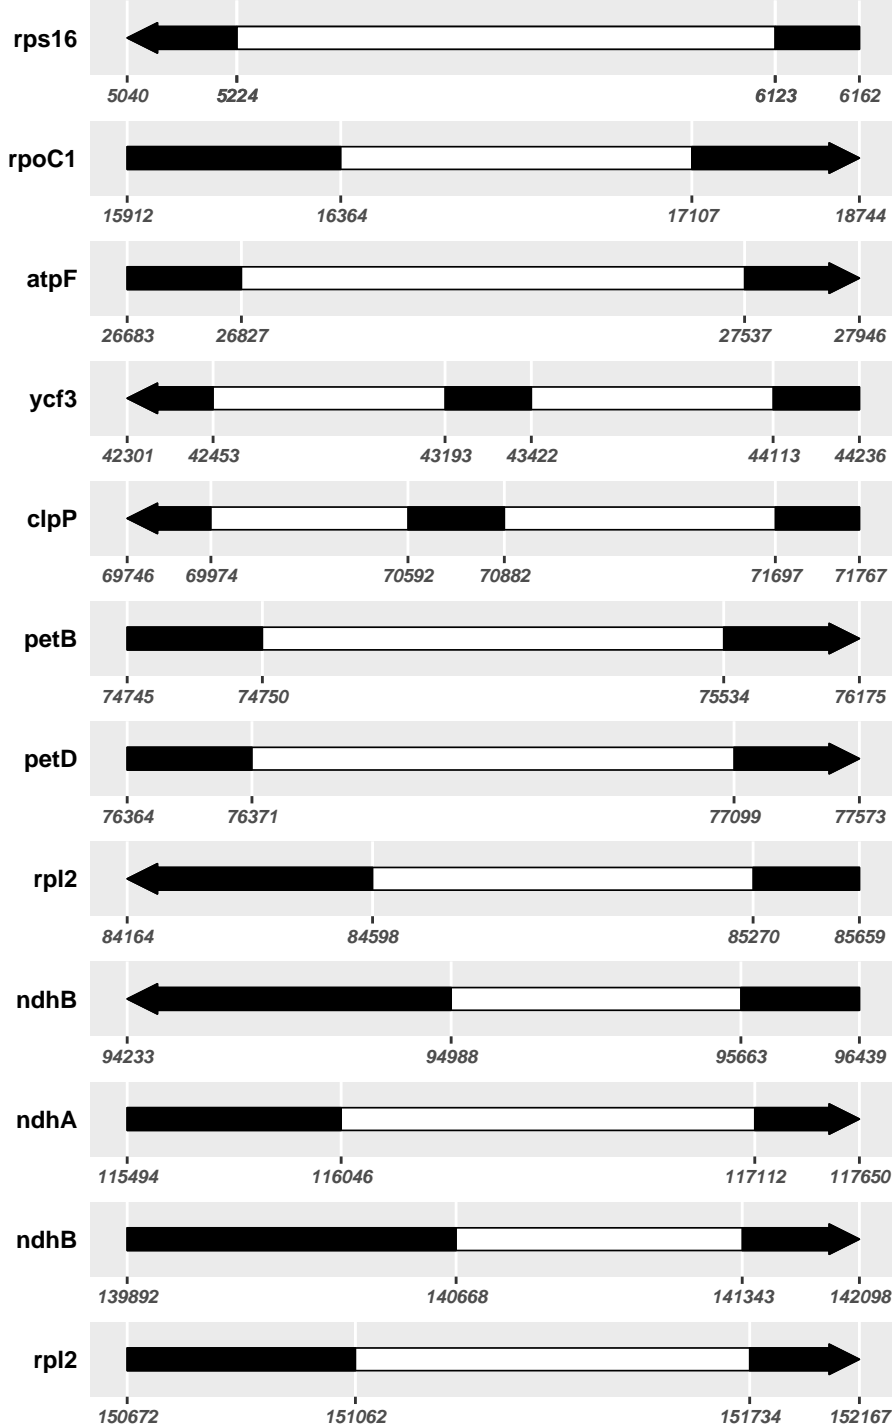 rps16
5040 5224 6123 6162
rpoC1
15912 16364 17107 18744
atpF
26683 26827 27537 27946
ycf3
42301 42453 43193 43422 44113 44236
clpP
69746 69974 70592 70882 71697 71767
petB
74745 74750 75534 76175
petD
76364 76371 77099 77573
rpl2
84164 84598 85270 85659
ndhB
94233 94988 95663 96439
ndhA
115494 116046 117112 117650
ndhB
139892 140668 141343 142098
rpl2
150672 151062 151734 152167